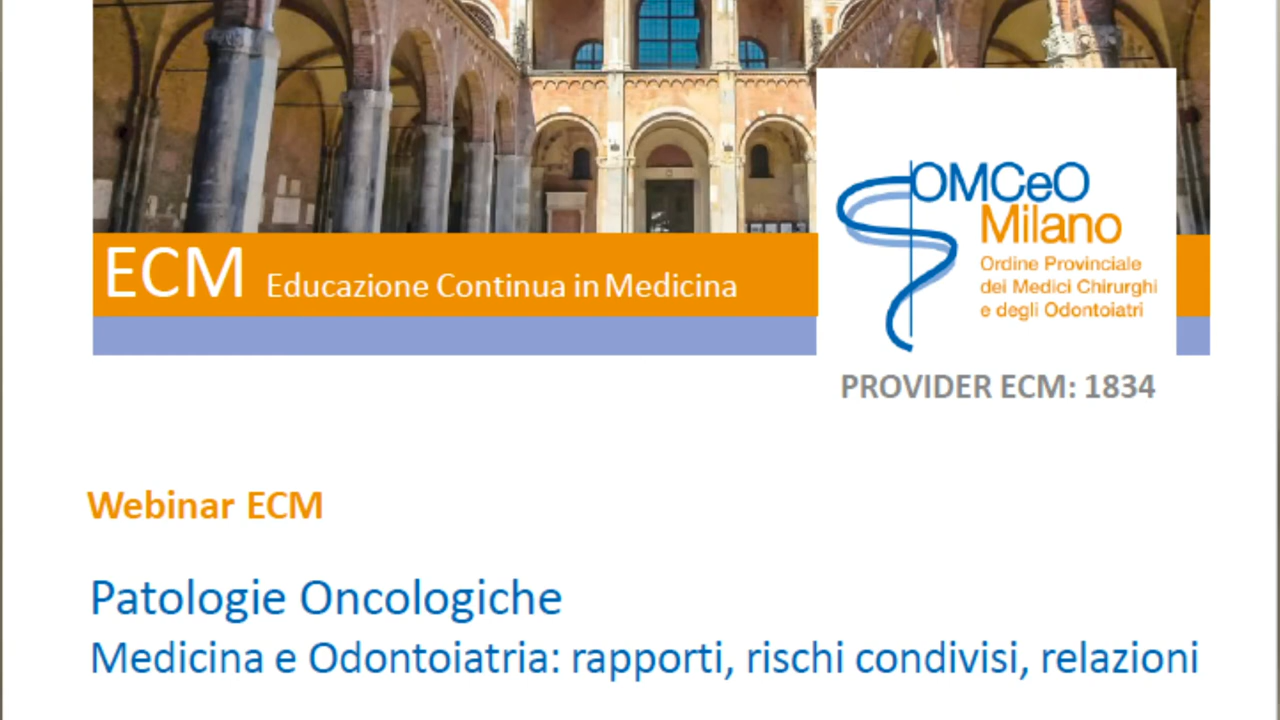 ECM Educazione Continua in Medicina
OMCeO
Milano
Ordine Provinciale
dei Medici Chirurghi
e degli Odontoiatri
PROVIDER ECM: 1834
Webinar ECM
Patologie Oncologiche
Medicina e Odontoiatria: rapporti, rischi condivisi, relazioni